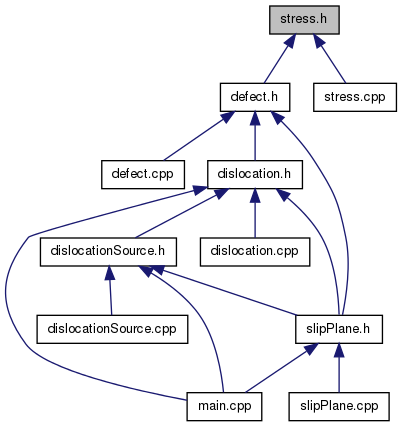 stress.h
defect.h
stress.cpp
defect.cpp
dislocation.h
dislocationSource.h
dislocation.cpp
dislocationSource.cpp
slipPlane.h
main.cpp
slipPlane.cpp